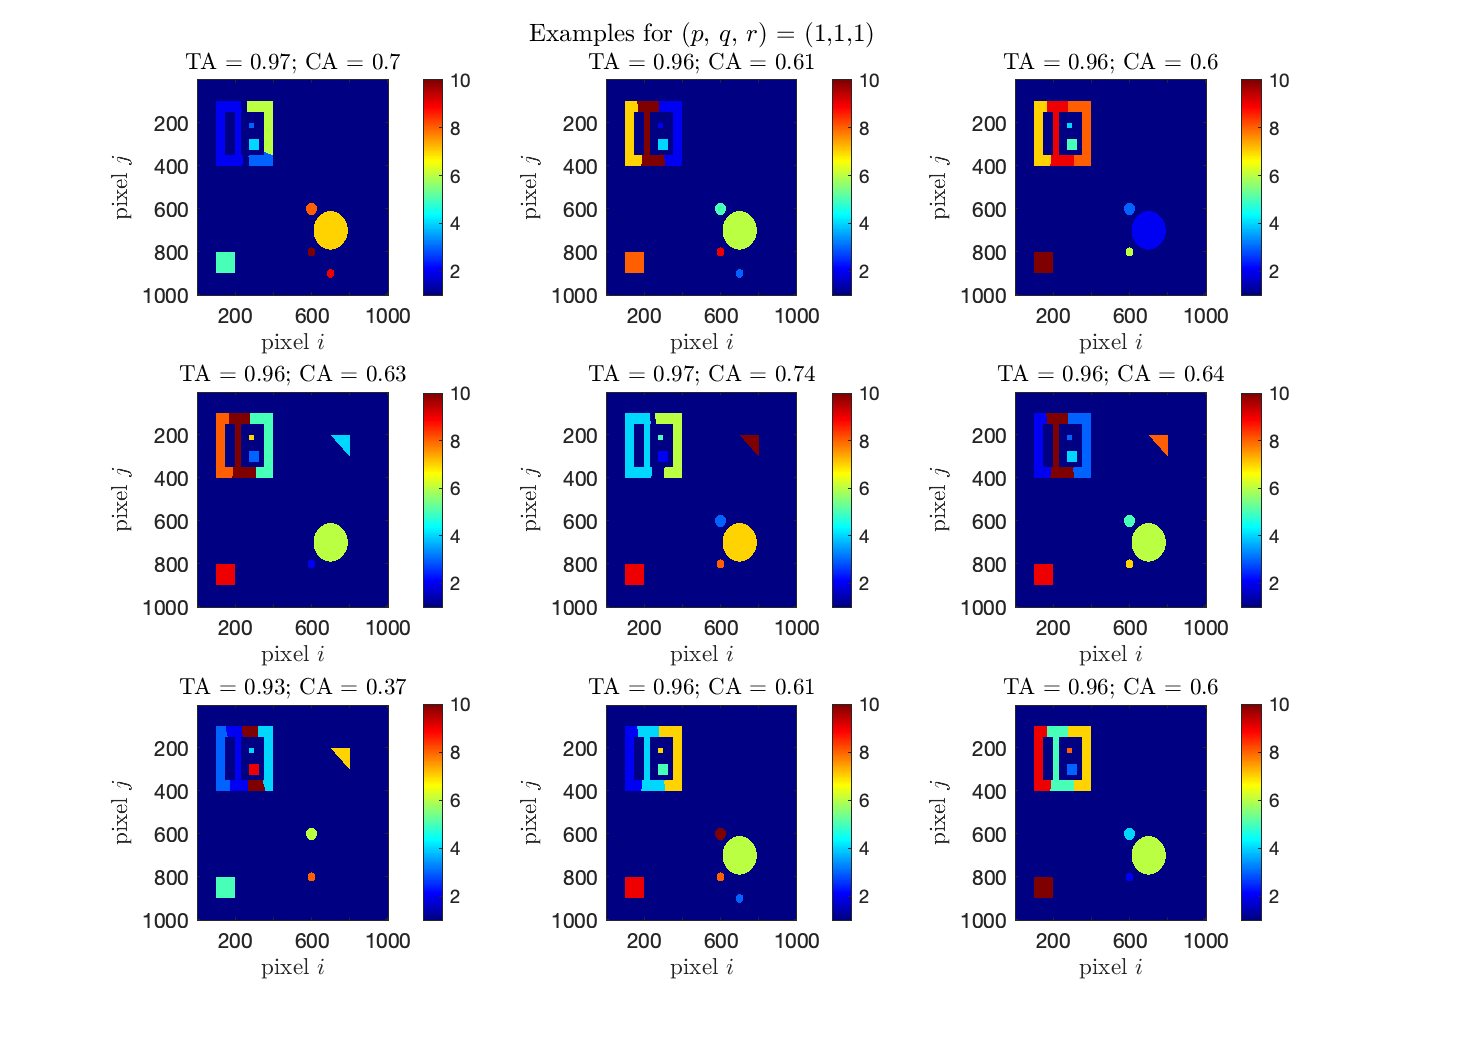 Examples for (p, q, r) = (1,1,1)
TA = 0.97; CA = 0.7
TA = 0.96; CA = 0.61
TA = 0.96; CA = 0.6
200
400
600
800
1000
pixel j
200 600 1000
pixel i
10
8
6
4
2
200
400
600
800
1000
pixel j
200 600 1000
pixel i
10
8
6
4
2
200
400
600
800
1000
pixel j
200 600 1000
pixel i
10
8
6
4
2
TA = 0.96; CA = 0.63
TA = 0.97; CA = 0.74
TA = 0.96; CA = 0.64
200
400
600
800
1000
pixel j
200 600 1000
pixel i
10
8
6
4
2
200
400
600
800
1000
pixel j
200 600 1000
pixel i
10
8
6
4
2
200
400
600
800
1000
pixel j
200 600 1000
pixel i
10
8
6
4
2
TA = 0.93; CA = 0.37
TA = 0.96; CA = 0.61
TA = 0.96; CA = 0.6
200
400
600
800
1000
pixel j
200 600 1000
pixel i
10
8
6
4
2
200
400
600
800
1000
pixel j
200 600 1000
pixel i
10
8
6
4
2
200
400
600
800
1000
pixel j
200 600 1000
pixel i
10
8
6
4
2